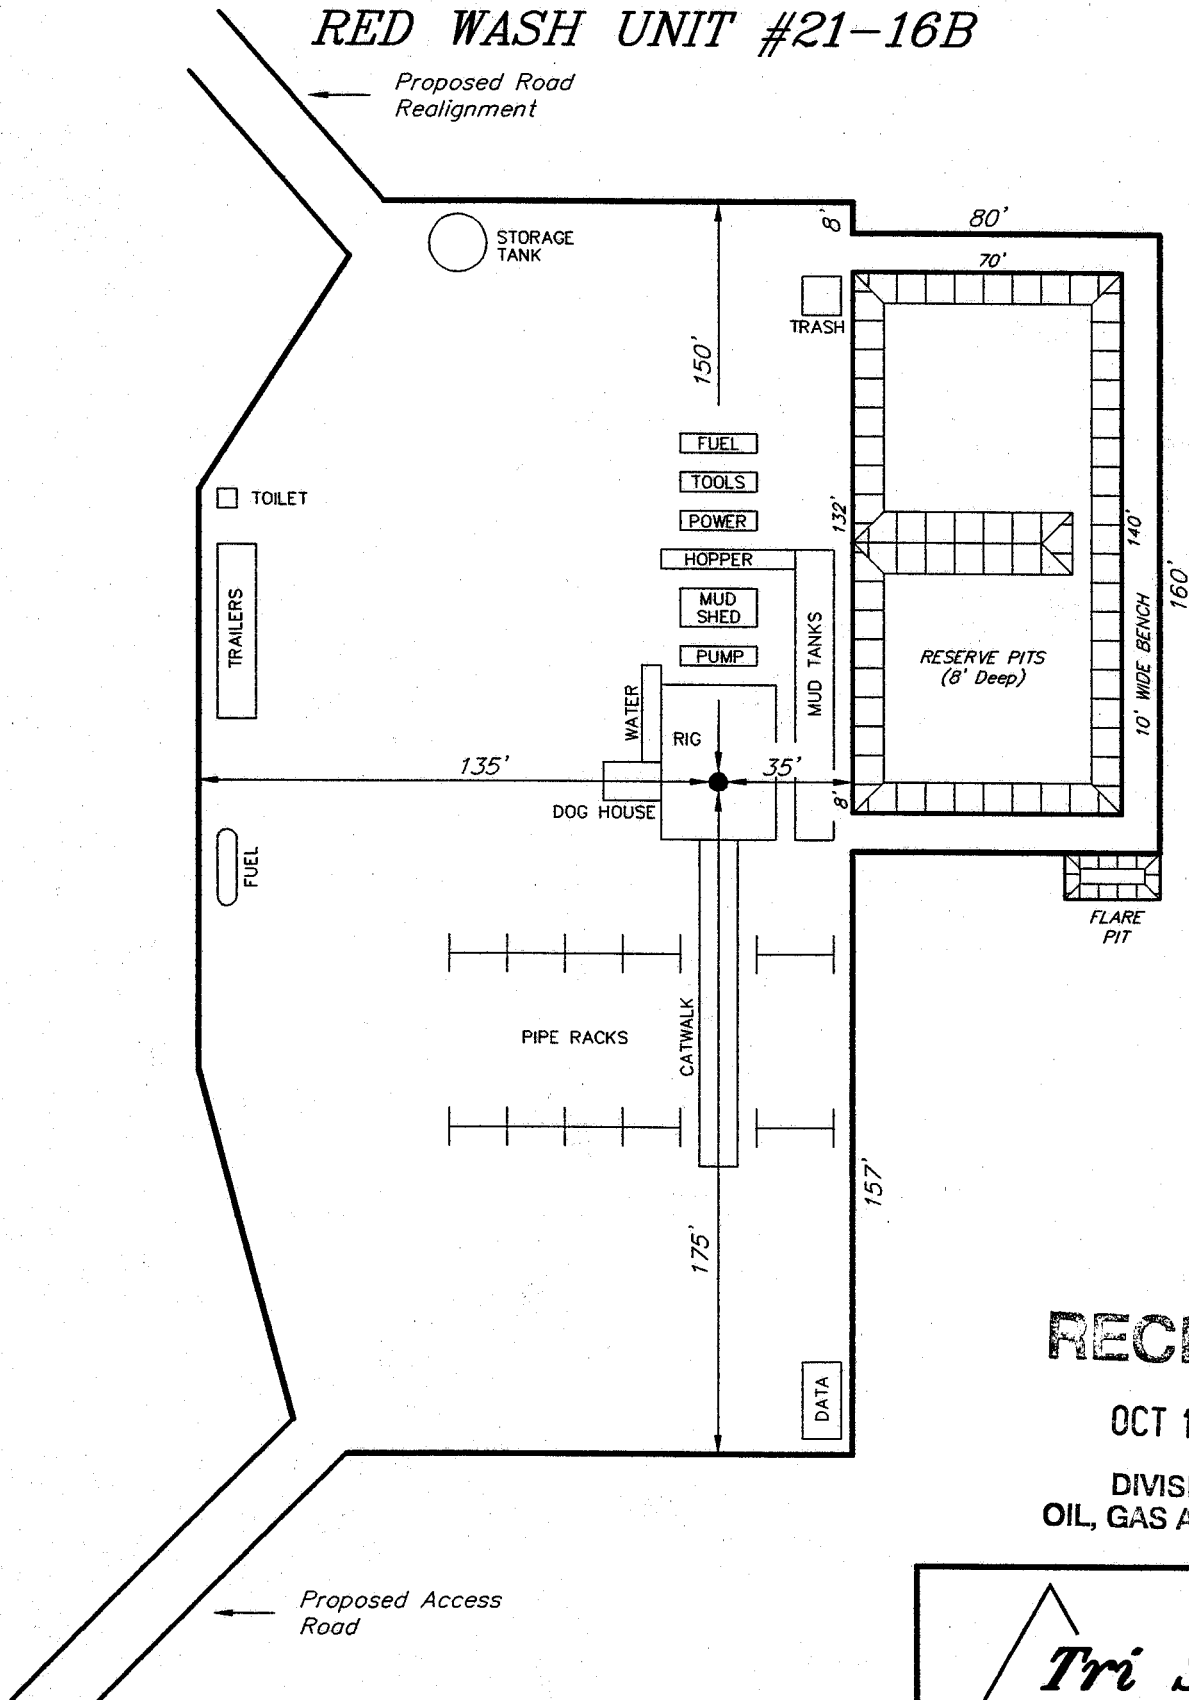 RED WASH UNIT #21-16B
Proposed Road
Realignment
8'
80'
STORAGE
TANK
70'
TRASH
150'
FUEL
TOOLS
TOILET
POWER
132'
140'
HOPPER
160'
TRAILERS
MUD
SHED
MUD TANKS
10' WIDE BENCH
PUMP
RESERVE PITS
(8' Deep)
WATER
RIG
135'
35'
8'
DOG HOUSE
FUEL
FLARE
PIT
PIPE RACKS
CATWALK
157'
175'
DATA
OCT 1
OIL, GAS A
Proposed Access
Road
Tri